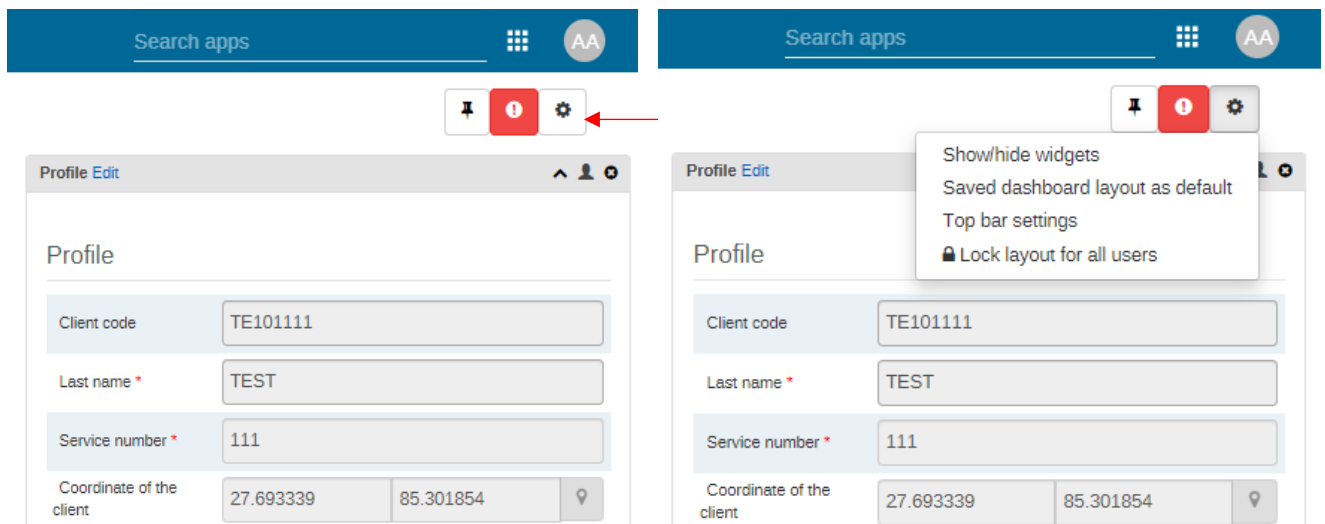 Search apps
AA
Profile Edit
Profile
Client code
TE101111
Last name *
TEST
Service number *
111
Coordinate of the
client
27.693339
85.301854
Search apps
AA
Show/hide widgets
Saved dashboard layout as default
Top bar settings
Lock layout for all users
Profile Edit
Profile
Client code
TE101111
Last name *
TEST
Service number *
111
Coordinate of the
client
27.693339
85.301854